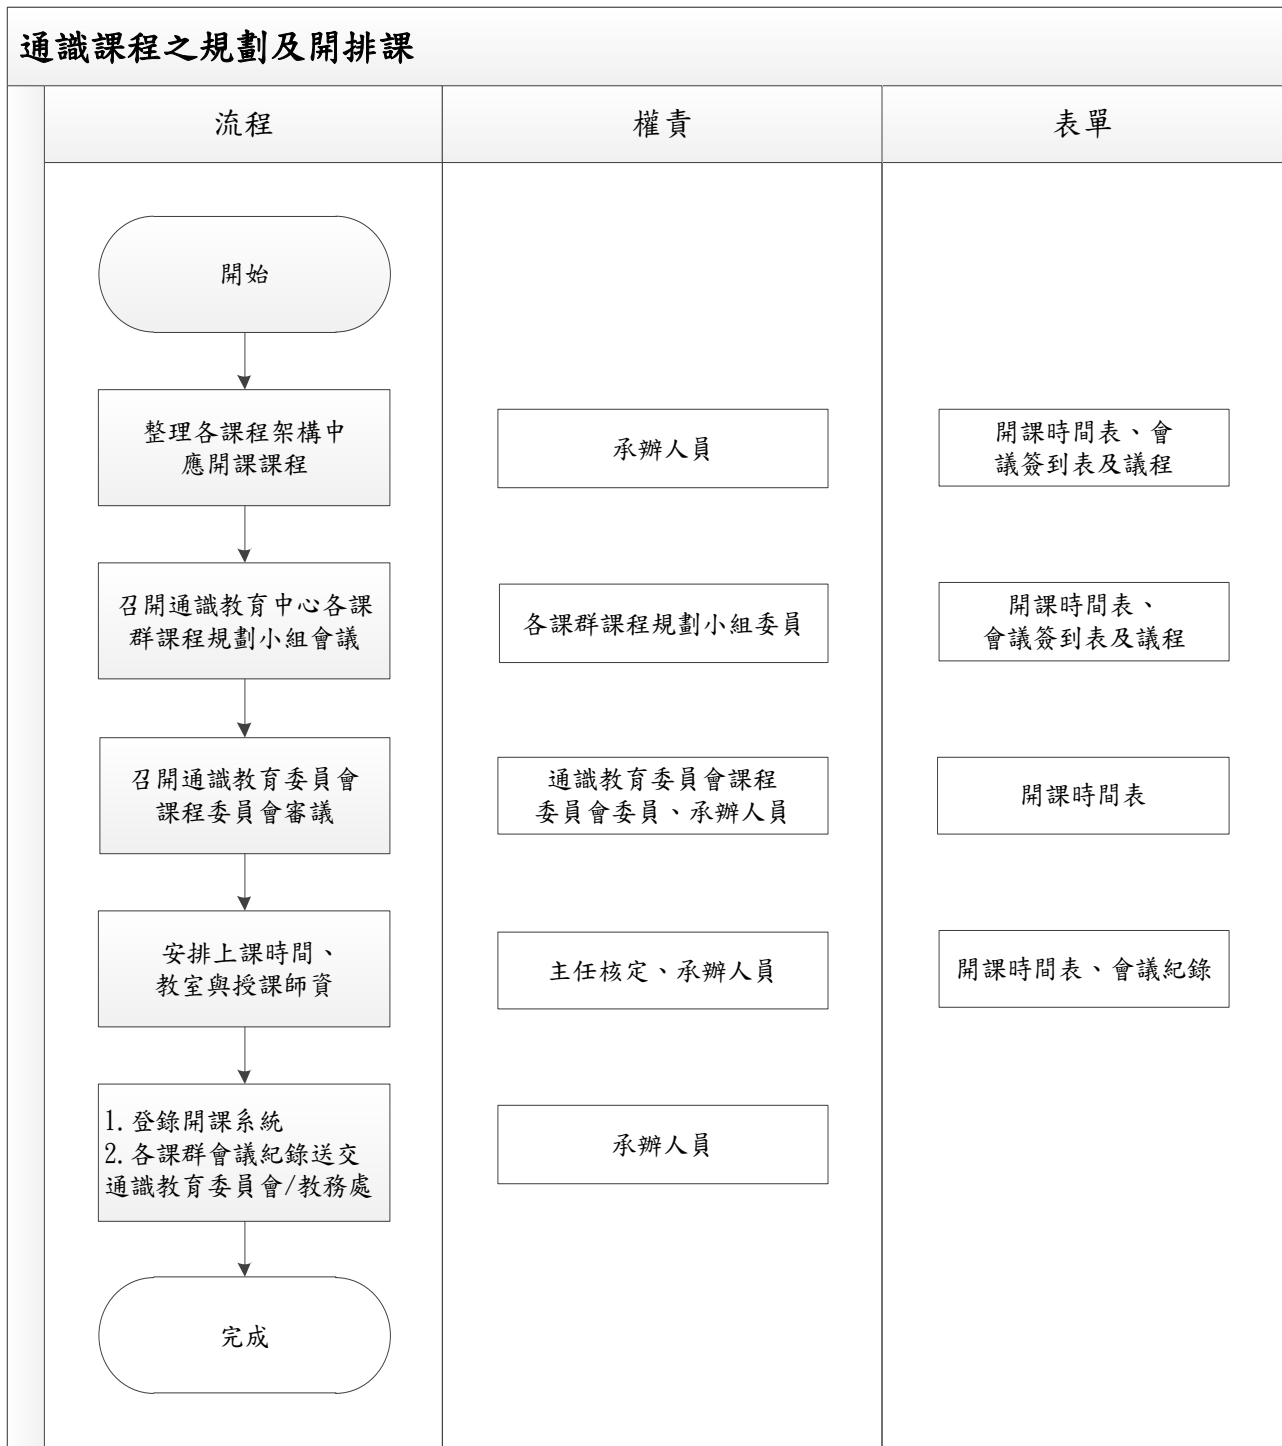 通識課程之規劃及開排課
流程
權責
表單
開始
整理各課程架構中
應開課課程
承辦人員
開課時間表、會
議簽到表及議程
召開通識教育中心各課
群課程規劃小組會議
各課群課程規劃小組委員
開課時間表、
會議簽到表及議程
召開通識教育委員會
課程委員會審議
通識教育委員會課程
委員會委員、承辦人員
開課時間表
安排上課時間、
教室與授課師資
主任核定、承辦人員
開課時間表、會議紀錄
1. 登錄開課系統
2. 各課群會議紀錄送交
通識教育委員會/教務處
承辦人員
完成